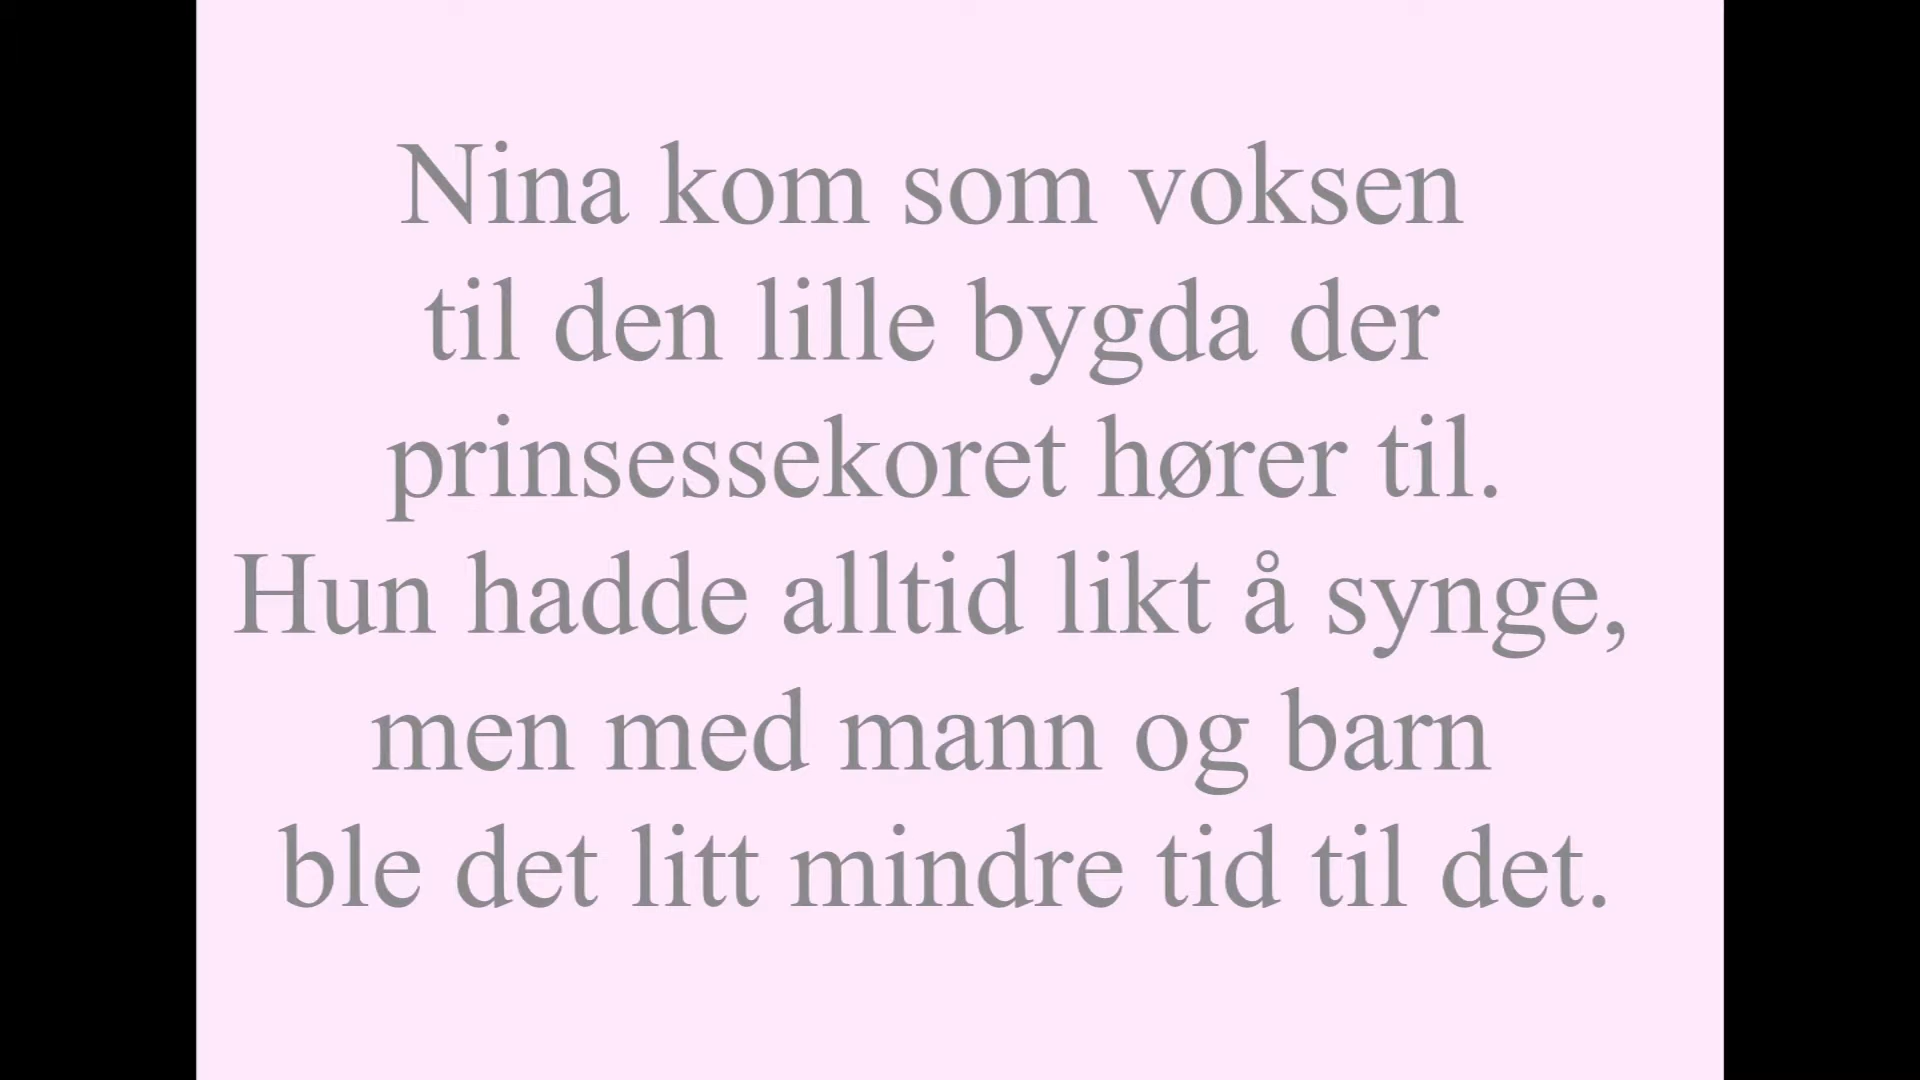 Nina kom som voksen
til den lille bygda der
prinsessekoret hører til.
Hun hadde alltid likt å synge,
men med mann og barn
ble det litt mindre tid til det.